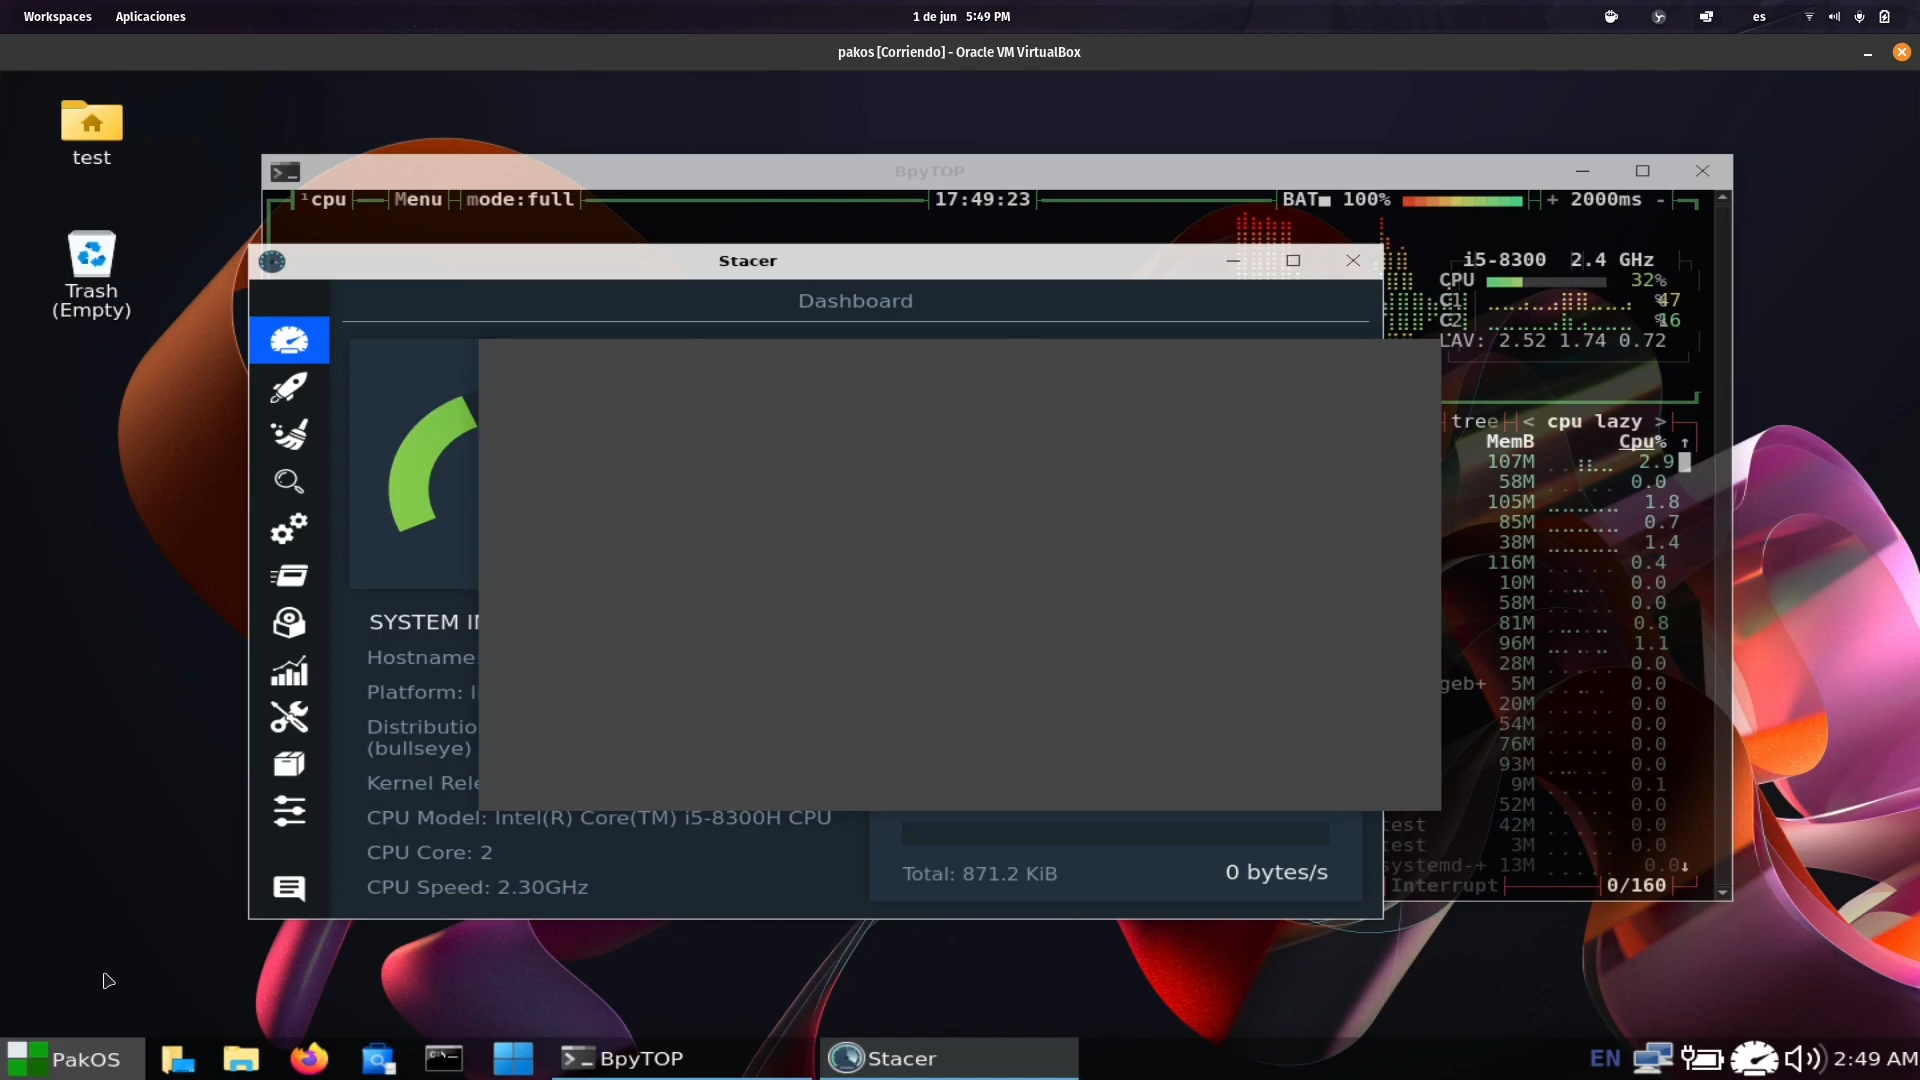 Workspaces Aplicaciones 1 de jun 5:49 PM es
pakos [Corriendo] - Oracle VM VirtualBox
test
Trash
(Empty)
BpyTOP
¹cpu Menu mode:full 17:49:23 BAT■ 100% + 2000ms -
i5-8300 2.4 GHz
CPU 32%
C1 47
C2 16
LAV: 2.52 1.74 0.72
tree < cpu lazy >
MemB Cpu% ↑
107M 2.9
58M 0.0
105M 1.8
85M 0.7
38M 1.4
116M 0.4
10M 0.0
58M 0.0
81M 0.8
96M 1.1
28M 0.0
geb+ 5M 0.0
20M 0.0
54M 0.0
76M 0.0
93M 0.0
9M 0.1
52M 0.0
test 42M 0.0
test 3M 0.0
systemd-+ 13M 0.0↓
Interrupt 0/160
Stacer
Dashboard
SYSTEM
Hostname:
Platform:
(bullseye)
Kernel
CPU Model: Intel(R) Core(TM) i5-8300H CPU
CPU Core: 2
CPU Speed: 2.30GHz
Total: 871.2 KiB 0 bytes/s
PakOS BpyTOP Stacer EN 2:49 AM